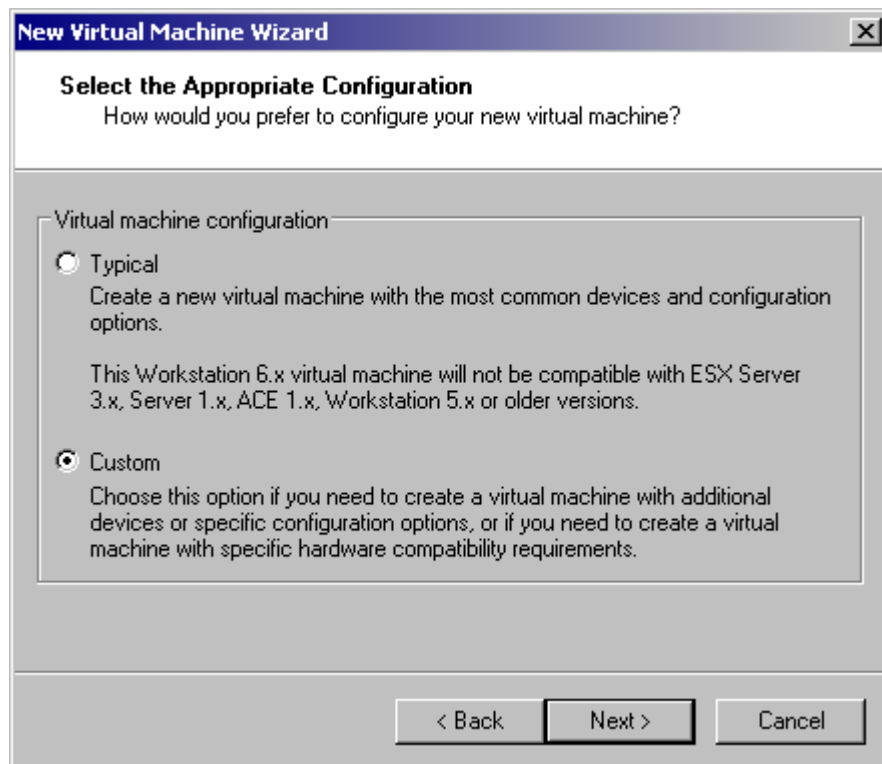 New Virtual Machine Wizard
Select the Appropriate Configuration
How would you prefer to configure your new virtual machine?
Virtual machine configuration
Typical
Create a new virtual machine with the most common devices and configuration
options.
This Workstation 6.x virtual machine will not be compatible with ESX Server
3.x, Server 1.x, ACE 1.x, Workstation 5.x or older versions.
Custom
Choose this option if you need to create a virtual machine with additional
devices or specific configuration options, or if you need to create a virtual
machine with specific hardware compatibility requirements.
< Back Next > Cancel